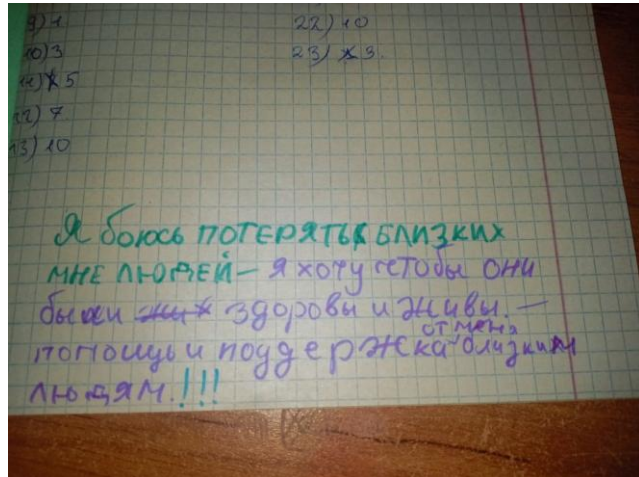 9) 1
10) 3
11) 5
12) 7
13) 10
22) 10
23) 3.
Я боюсь ПОТЕРЯТЬ БЛИЗКИХ
МНЕ ЛЮДЕЙ — Я хочу чтобы они
были здоровы и живы. —
от меня
помощь и поддержка близким
людям.!!!